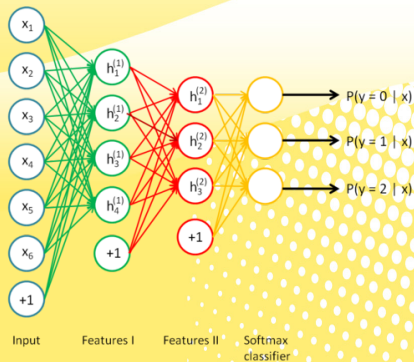 x₁
x₂
x₃
x₄
x₅
x₆
+1
Input
h₁⁽¹⁾
h₂⁽¹⁾
h₃⁽¹⁾
h₄⁽¹⁾
+1
Features I
h₁⁽²⁾
h₂⁽²⁾
h₃⁽²⁾
+1
Features II
Softmax
classifier
P(y = 0 | x)
P(y = 1 | x)
P(y = 2 | x)